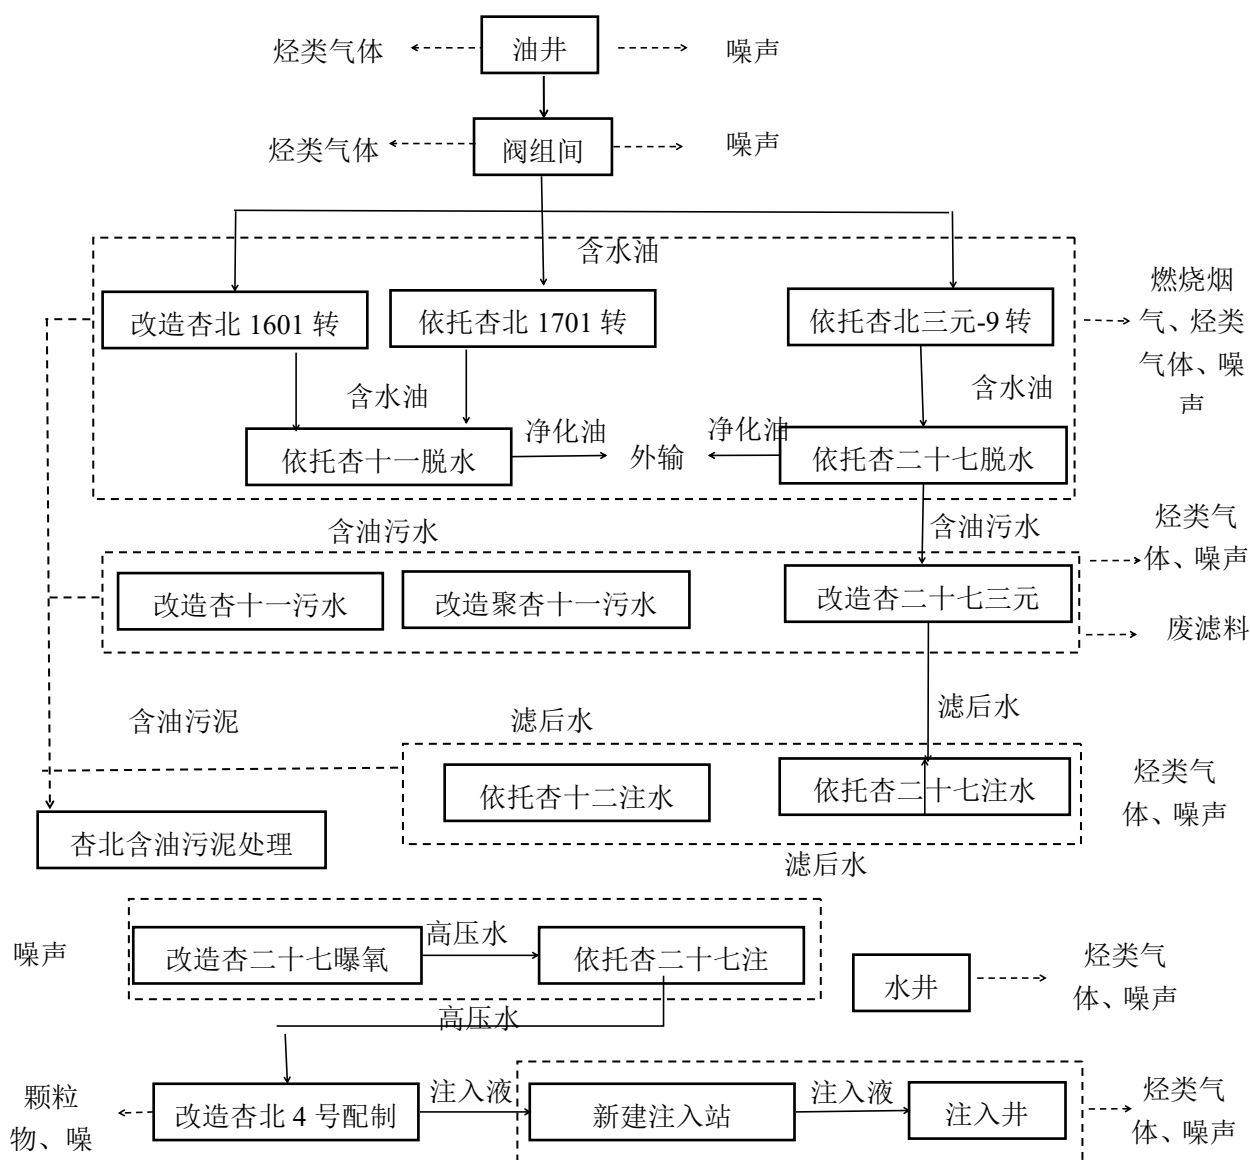 烃类气体
油井
噪声
烃类气体
阀组间
噪声
含水油
改造杏北 1601 转
依托杏北 1701 转
依托杏北三元-9 转
燃烧烟
气、烃类
气体、噪
声
含水油
含水油
净化油
净化油
依托杏十一脱水
外输
依托杏二十七脱水
含油污水
含油污水
烃类气
体、噪声
改造杏十一污水
改造聚杏十一污水
改造杏二十七三元
废滤料
含油污泥
滤后水
滤后水
依托杏十二注水
依托杏二十七注水
烃类气
体、噪声
杏北含油污泥处理
滤后水
噪声
改造杏二十七曝氧
高压水
依托杏二十七注
水井
烃类气
体、噪声
高压水
颗粒
物、噪
改造杏北 4 号配制
注入液
新建注入站
注入液
注入井
烃类气
体、噪声